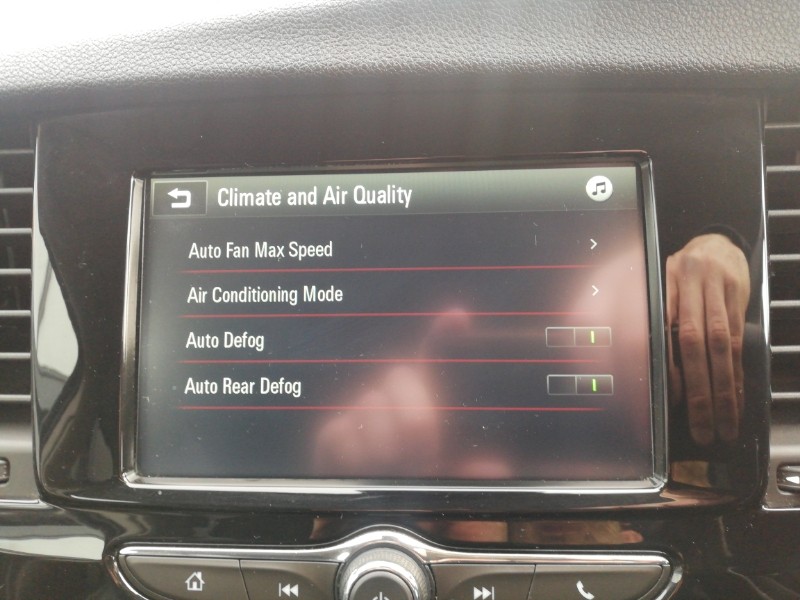 Climate and Air Quality
Auto Fan Max Speed
Air Conditioning Mode
Auto Defog
Auto Rear Defog